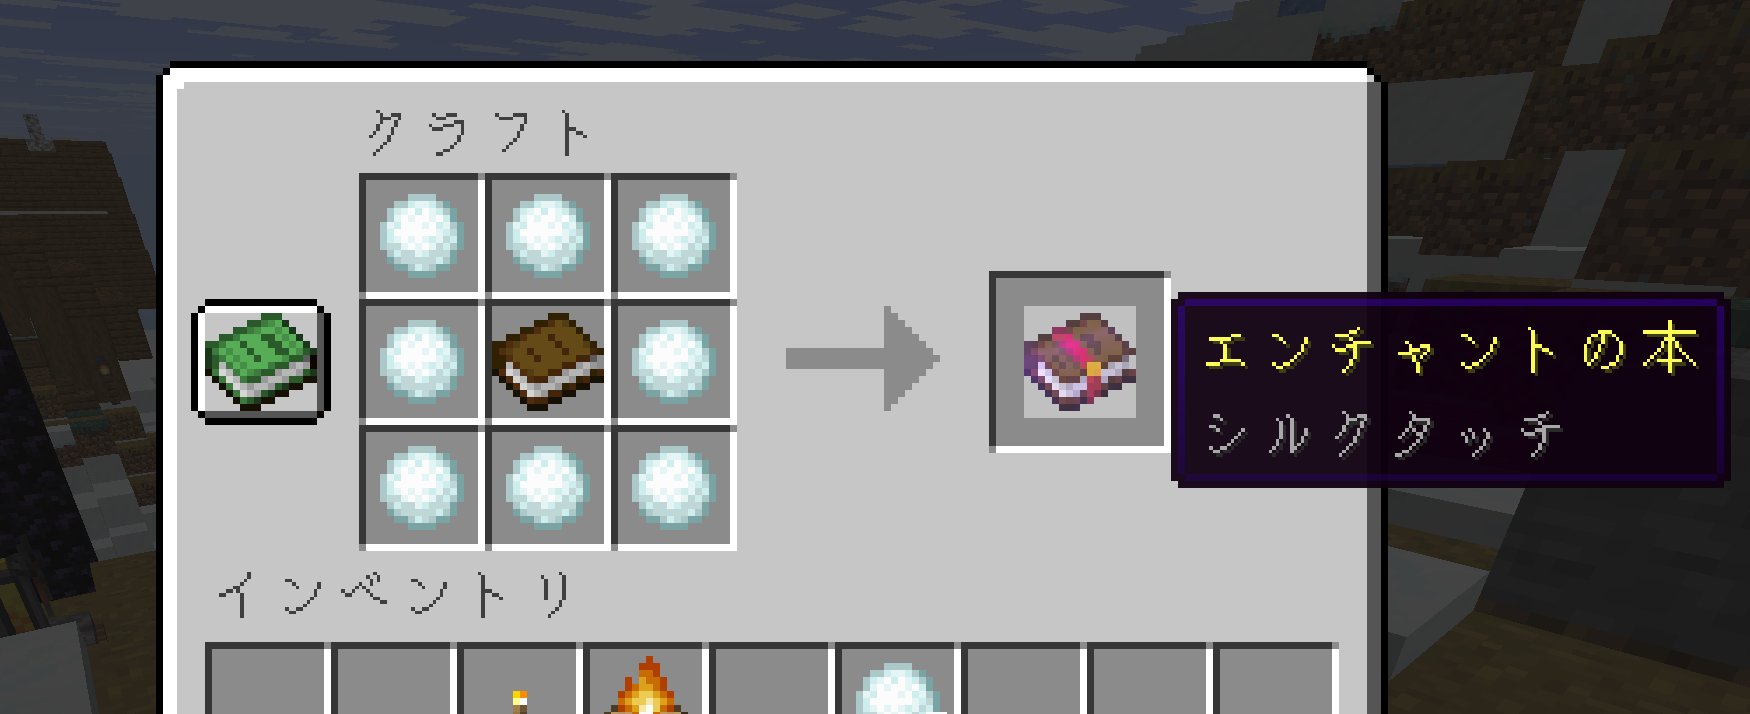 クラフト
エンチャントの本
シルクタッチ
インベントリ